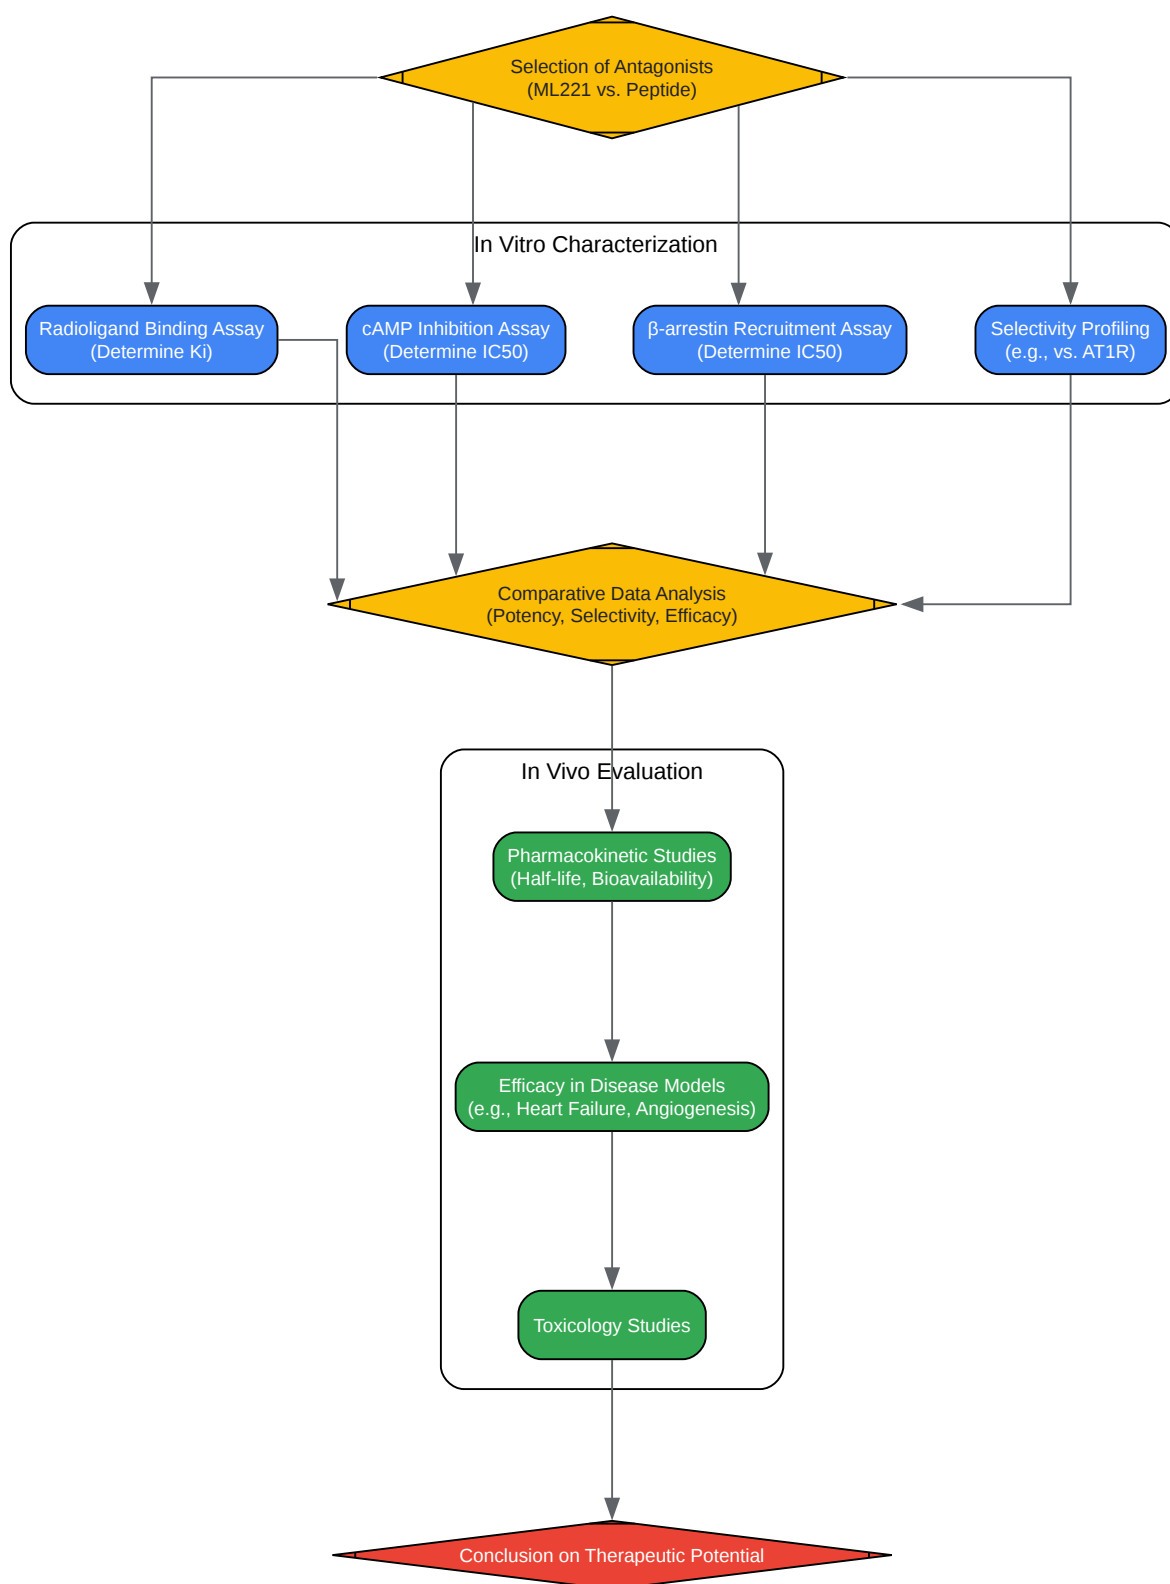 Selection of Antagonists
(ML221 vs. Peptide)
In Vitro Characterization
Radioligand Binding Assay
(Determine Ki)
cAMP Inhibition Assay
(Determine IC50)
β-arrestin Recruitment Assay
(Determine IC50)
Selectivity Profiling
(e.g., vs. AT1R)
Comparative Data Analysis
(Potency, Selectivity, Efficacy)
In Vivo Evaluation
Pharmacokinetic Studies
(Half-life, Bioavailability)
Efficacy in Disease Models
(e.g., Heart Failure, Angiogenesis)
Toxicology Studies
Conclusion on Therapeutic Potential